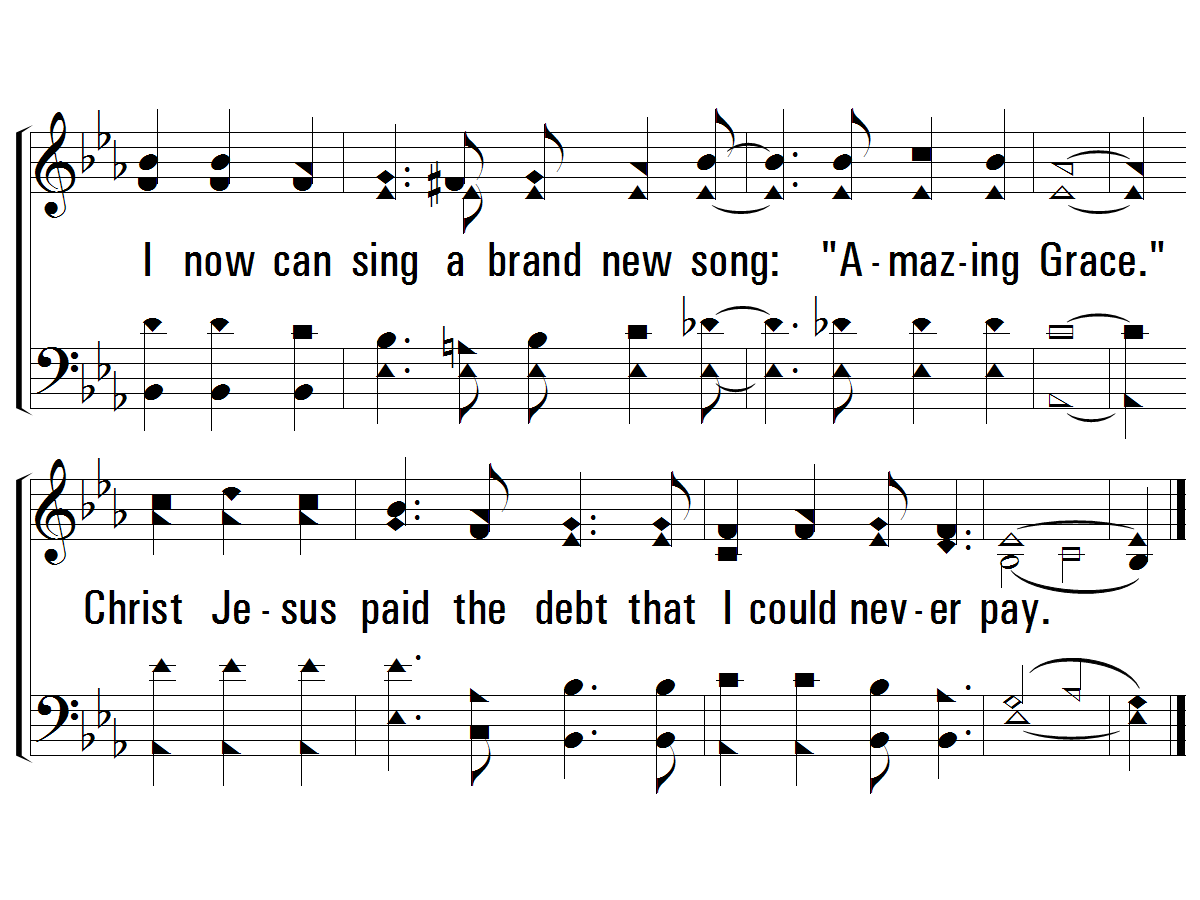 I now can sing a brand new song: "A-maz-ing Grace."
Christ Je-sus paid the debt that I could nev-er pay.